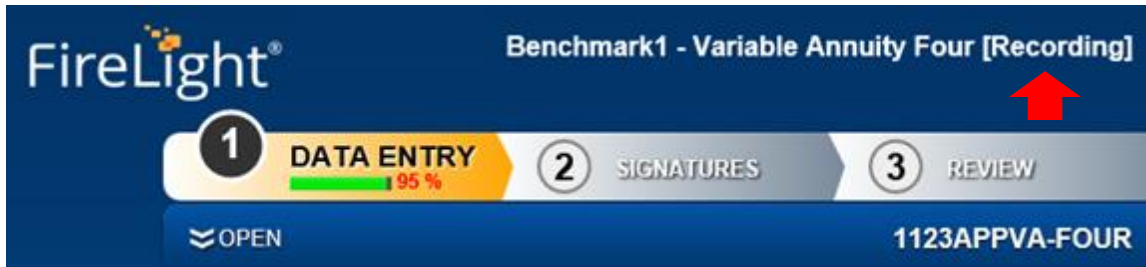 FireLight®
Benchmark1 - Variable Annuity Four [Recording]
1 DATA ENTRY
95 %
2 SIGNATURES
3 REVIEW
OPEN
1123APPVA-FOUR